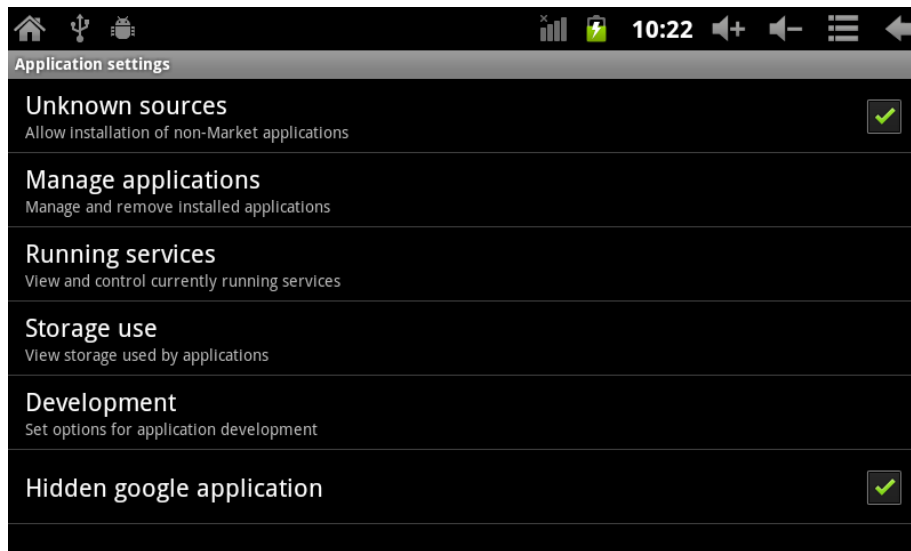 10:22
Application settings
Unknown sources
Allow installation of non-Market applications
Manage applications
Manage and remove installed applications
Running services
View and control currently running services
Storage use
View storage used by applications
Development
Set options for application development
Hidden google application